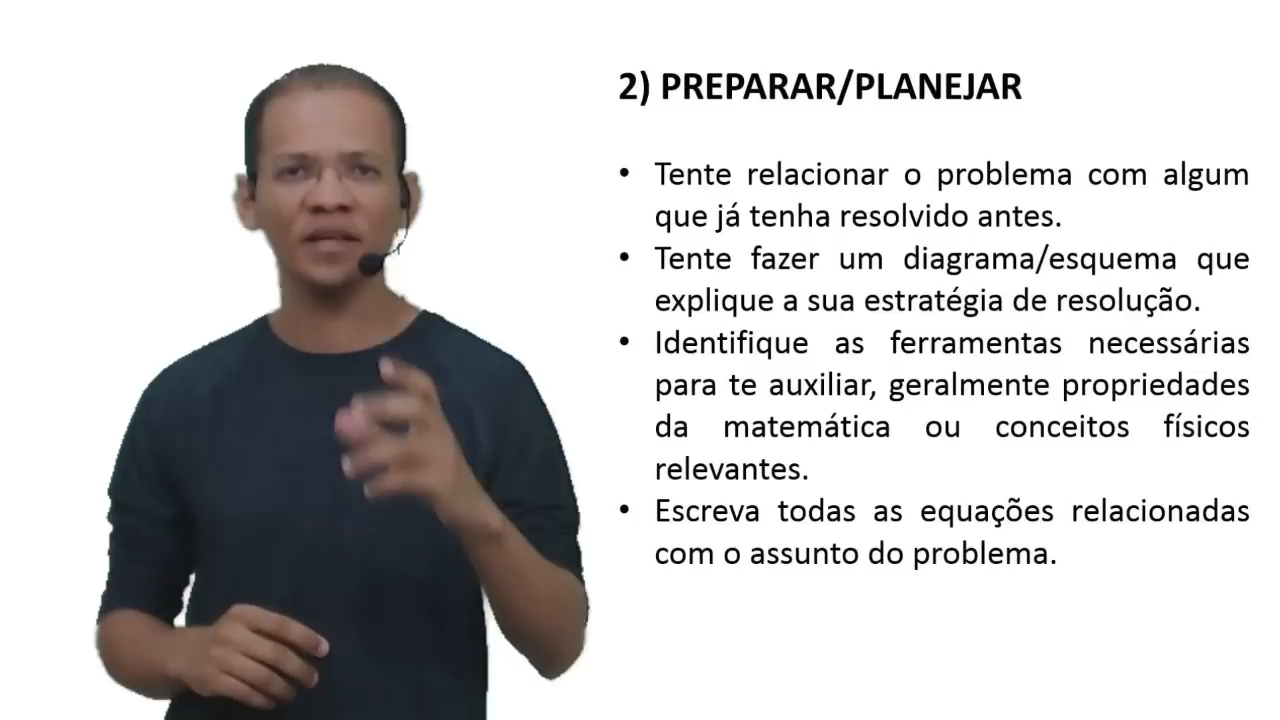 2) PREPARAR/PLANEJAR
• Tente relacionar o problema com algum
que já tenha resolvido antes.
• Tente fazer um diagrama/esquema que
explique a sua estratégia de resolução.
• Identifique as ferramentas necessárias
para te auxiliar, geralmente propriedades
da matemática ou conceitos físicos
relevantes.
• Escreva todas as equações relacionadas
com o assunto do problema.